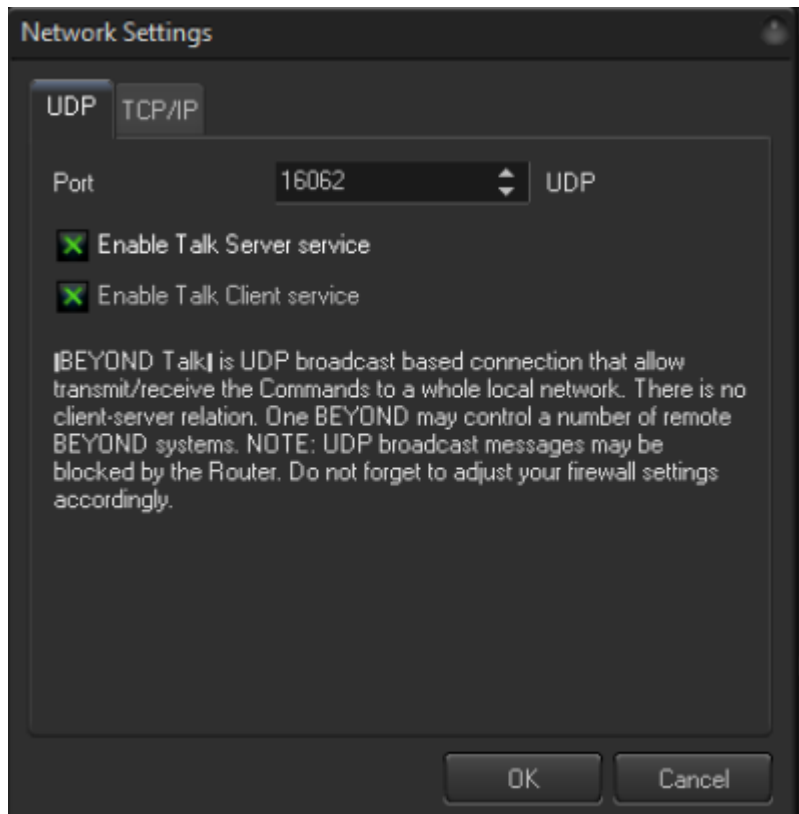 Network Settings
UDP TCP/IP
Port 16062 UDP
Enable Talk Server service
Enable Talk Client service
|BEYOND Talk| is UDP broadcast based connection that allow
transmit/receive the Commands to a whole local network. There is no
client-server relation. One BEYOND may control a number of remote
BEYOND systems. NOTE: UDP broadcast messages may be
blocked by the Router. Do not forget to adjust your firewall settings
accordingly.
OK Cancel